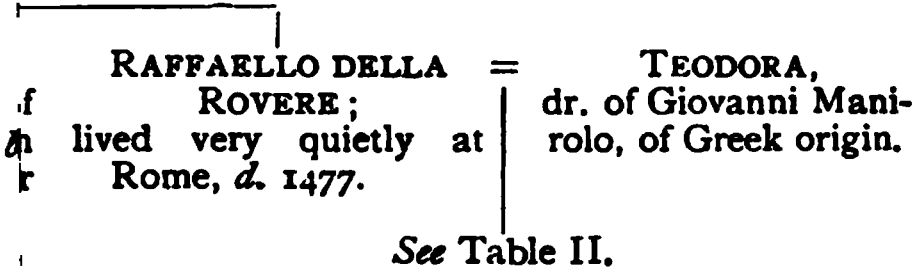 RAFFAELLO DELLA = TEODORA,
ROVERE; dr. of Giovanni Mani-
lived very quietly at rolo, of Greek origin.
Rome, d. 1477.
See Table II.